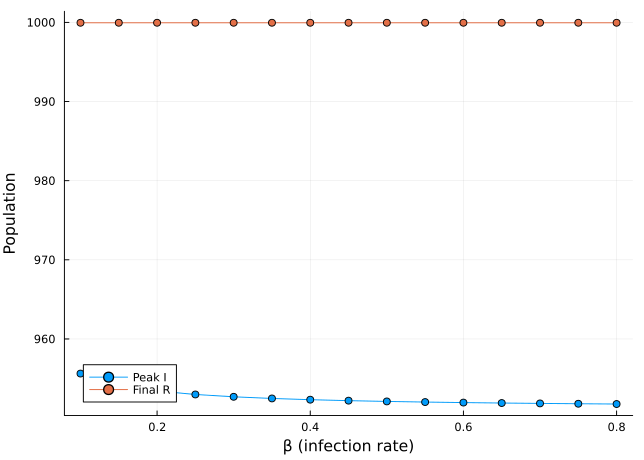 1000
990
980
970
960
Population
Peak I
Final R
0.2
0.4
0.6
0.8
β (infection rate)